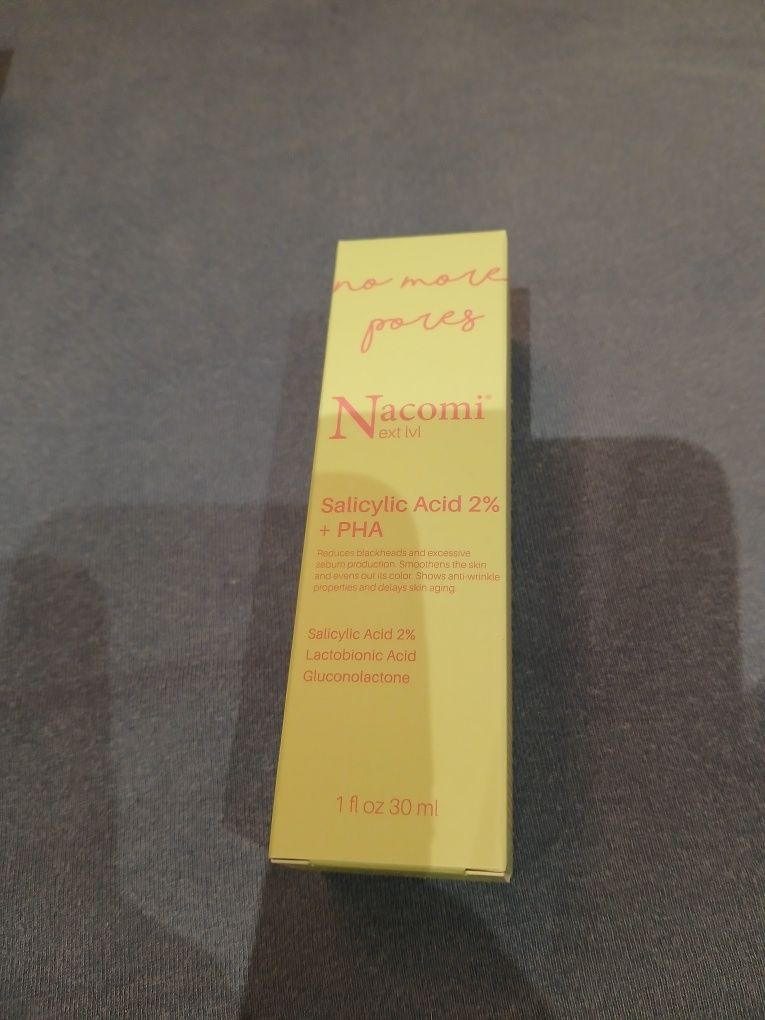 no more
pores
Nacomi®
ext lvl
Salicylic Acid 2%
+ PHA
Reduces blackheads and excessive
sebum production. Smoothens the skin
and evens out its color. Shows anti-wrinkle
properties and delays skin aging.
Salicylic Acid 2%
Lactobionic Acid
Gluconolactone
1 fl oz 30 ml